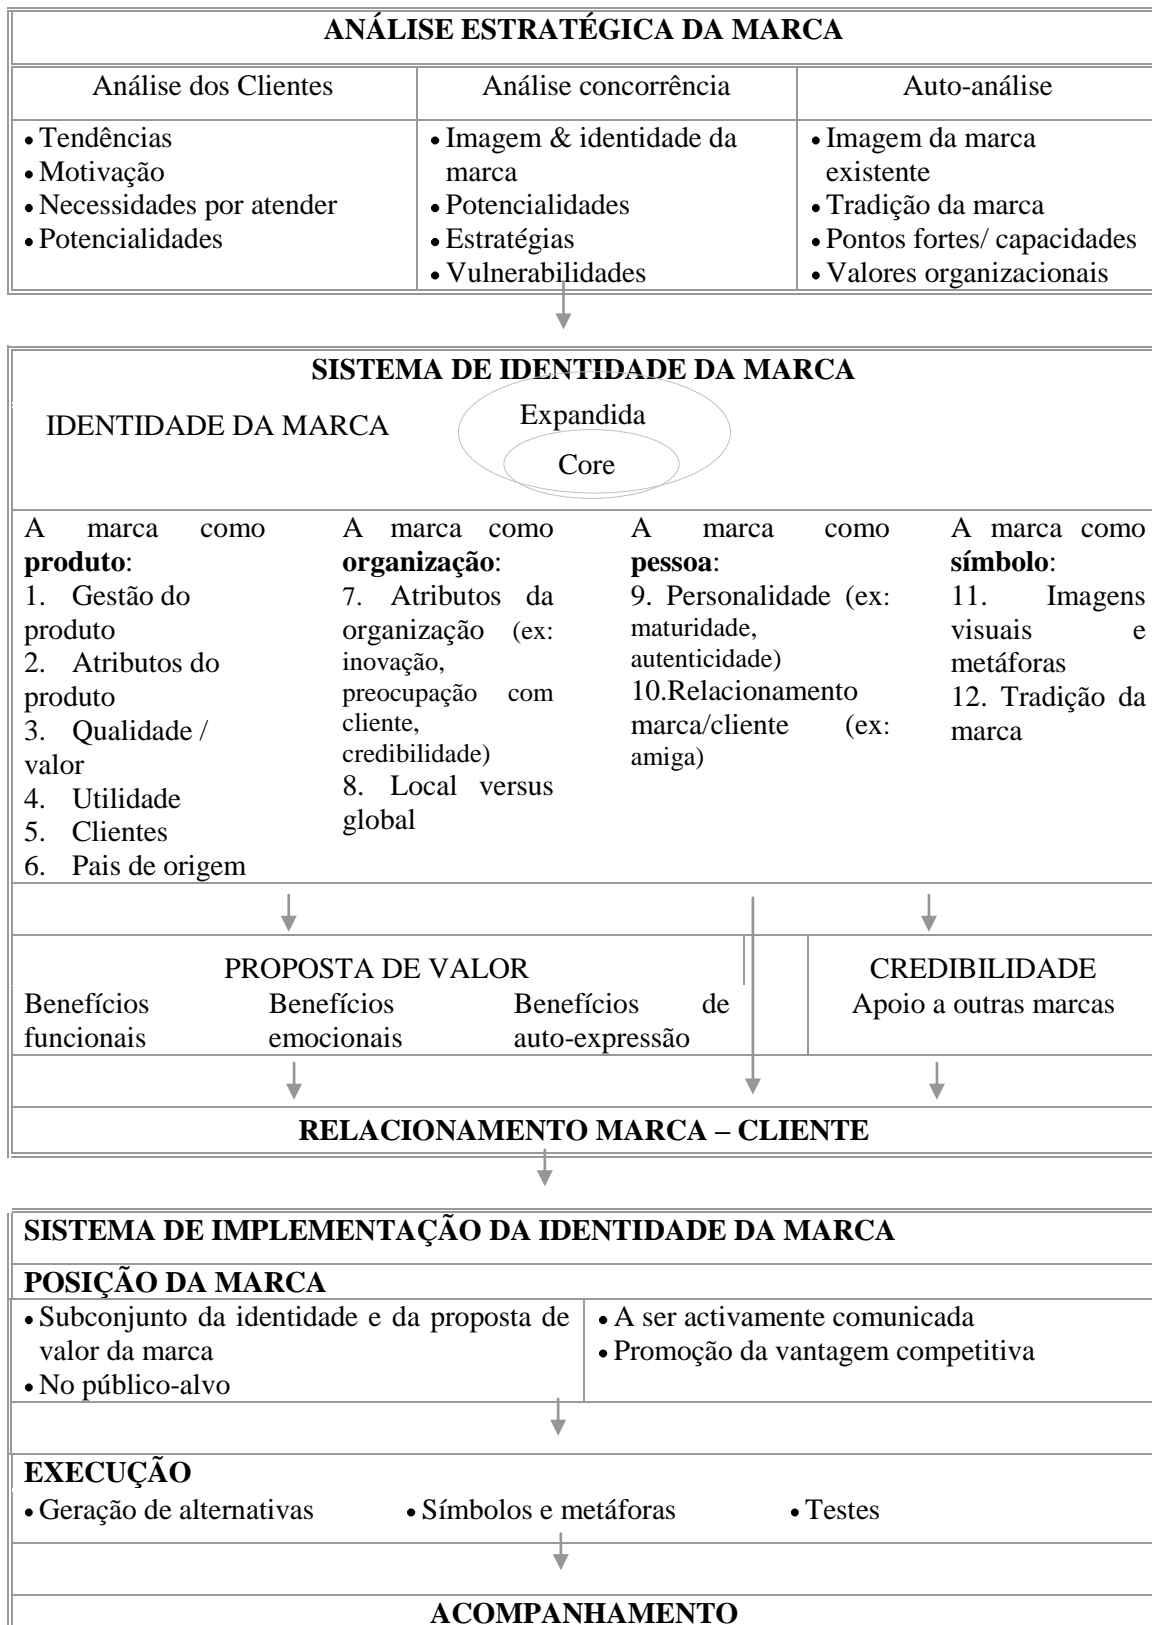 ANÁLISE ESTRATÉGICA DA MARCA
Análise dos Clientes
• Tendências
• Motivação
• Necessidades por atender
• Potencialidades
Análise concorrência
• Imagem & identidade da
marca
• Potencialidades
• Estratégias
• Vulnerabilidades
Auto-análise
• Imagem da marca
existente
• Tradição da marca
• Pontos fortes/ capacidades
• Valores organizacionais
SISTEMA DE IDENTIDADE DA MARCA
IDENTIDADE DA MARCA
Expandida
Core
A marca como
produto:
1. Gestão do
produto
2. Atributos do
produto
3. Qualidade /
valor
4. Utilidade
5. Clientes
6. Pais de origem
A marca como
organização:
7. Atributos da
organização (ex:
inovação,
preocupação com
cliente,
credibilidade)
8. Local versus
global
A marca como
pessoa:
9. Personalidade (ex:
maturidade,
autenticidade)
10.Relacionamento
marca/cliente (ex:
amiga)
A marca como
símbolo:
11. Imagens
visuais e
metáforas
12. Tradição da
marca
PROPOSTA DE VALOR
Benefícios
funcionais
Benefícios
emocionais
Benefícios de
auto-expressão
CREDIBILIDADE
Apoio a outras marcas
RELACIONAMENTO MARCA – CLIENTE
SISTEMA DE IMPLEMENTAÇÃO DA IDENTIDADE DA MARCA
POSIÇÃO DA MARCA
• Subconjunto da identidade e da proposta de
valor da marca
• No público-alvo
• A ser activamente comunicada
• Promoção da vantagem competitiva
EXECUÇÃO
• Geração de alternativas
• Símbolos e metáforas
• Testes
ACOMPANHAMENTO